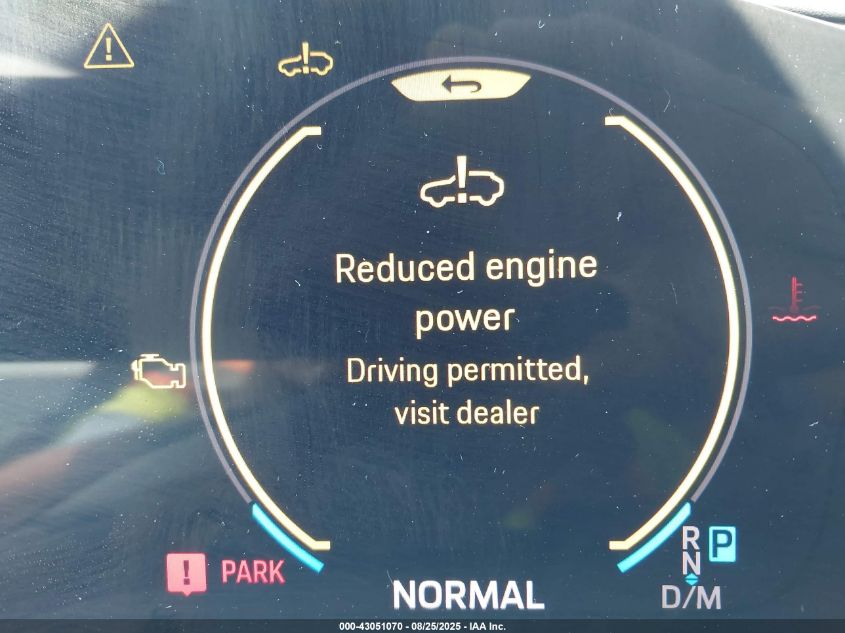 Reduced engine
power
Driving permitted,
visit dealer
! PARK
NORMAL
R
N
P
D/M
000-43051070 - 08/25/2025 - IAA Inc.